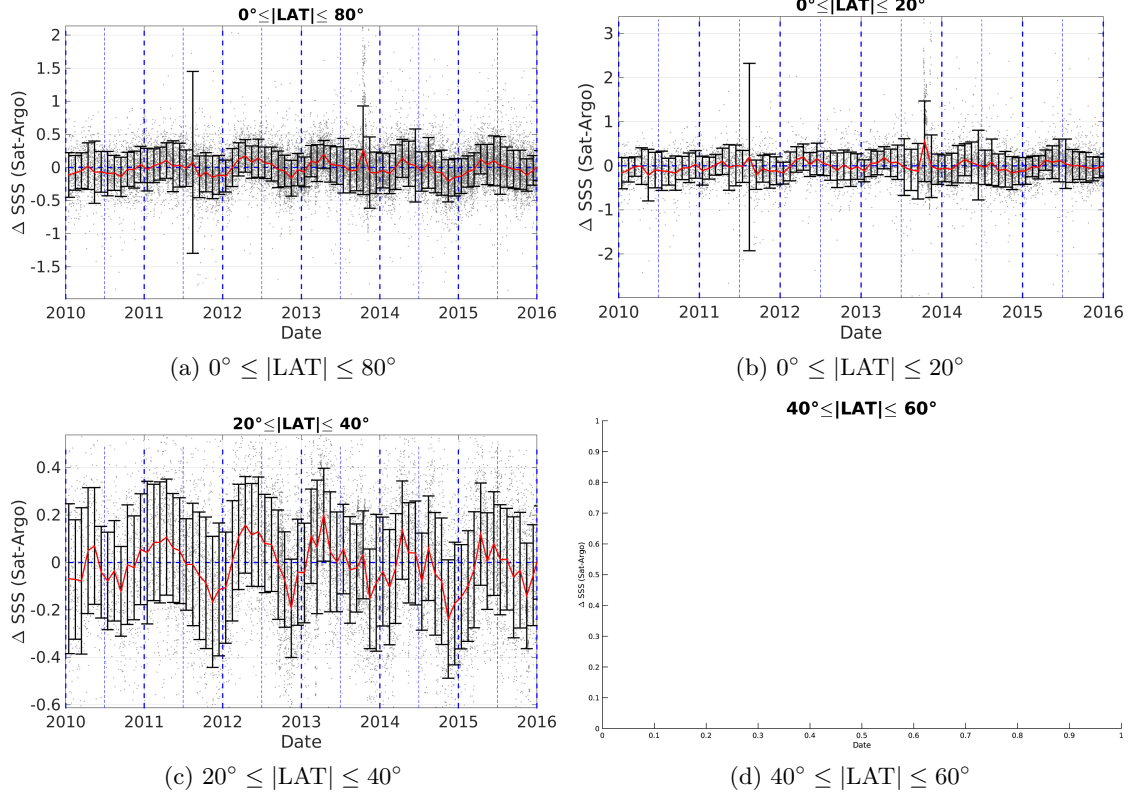 0°≤|LAT|≤ 80°
2
1.5
1
0.5
0
-0.5
-1
-1.5
Δ SSS (Sat-Argo)
2010 2011 2012 2013 2014 2015 2016
Date
(a) 0° ≤ |LAT| ≤ 80°
0°≤|LAT|≤ 20°
3
2
1
0
-1
-2
Δ SSS (Sat-Argo)
2010 2011 2012 2013 2014 2015 2016
Date
(b) 0° ≤ |LAT| ≤ 20°
20°≤|LAT|≤ 40°
0.4
0.2
0
-0.2
-0.4
-0.6
Δ SSS (Sat-Argo)
2010 2011 2012 2013 2014 2015 2016
Date
(c) 20° ≤ |LAT| ≤ 40°
40°≤|LAT|≤ 60°
1
0.9
0.8
0.7
0.6
0.5
0.4
0.3
0.2
0.1
0
Δ SSS (Sat-Argo)
0 0.1 0.2 0.3 0.4 0.5 0.6 0.7 0.8 0.9 1
Date
(d) 40° ≤ |LAT| ≤ 60°